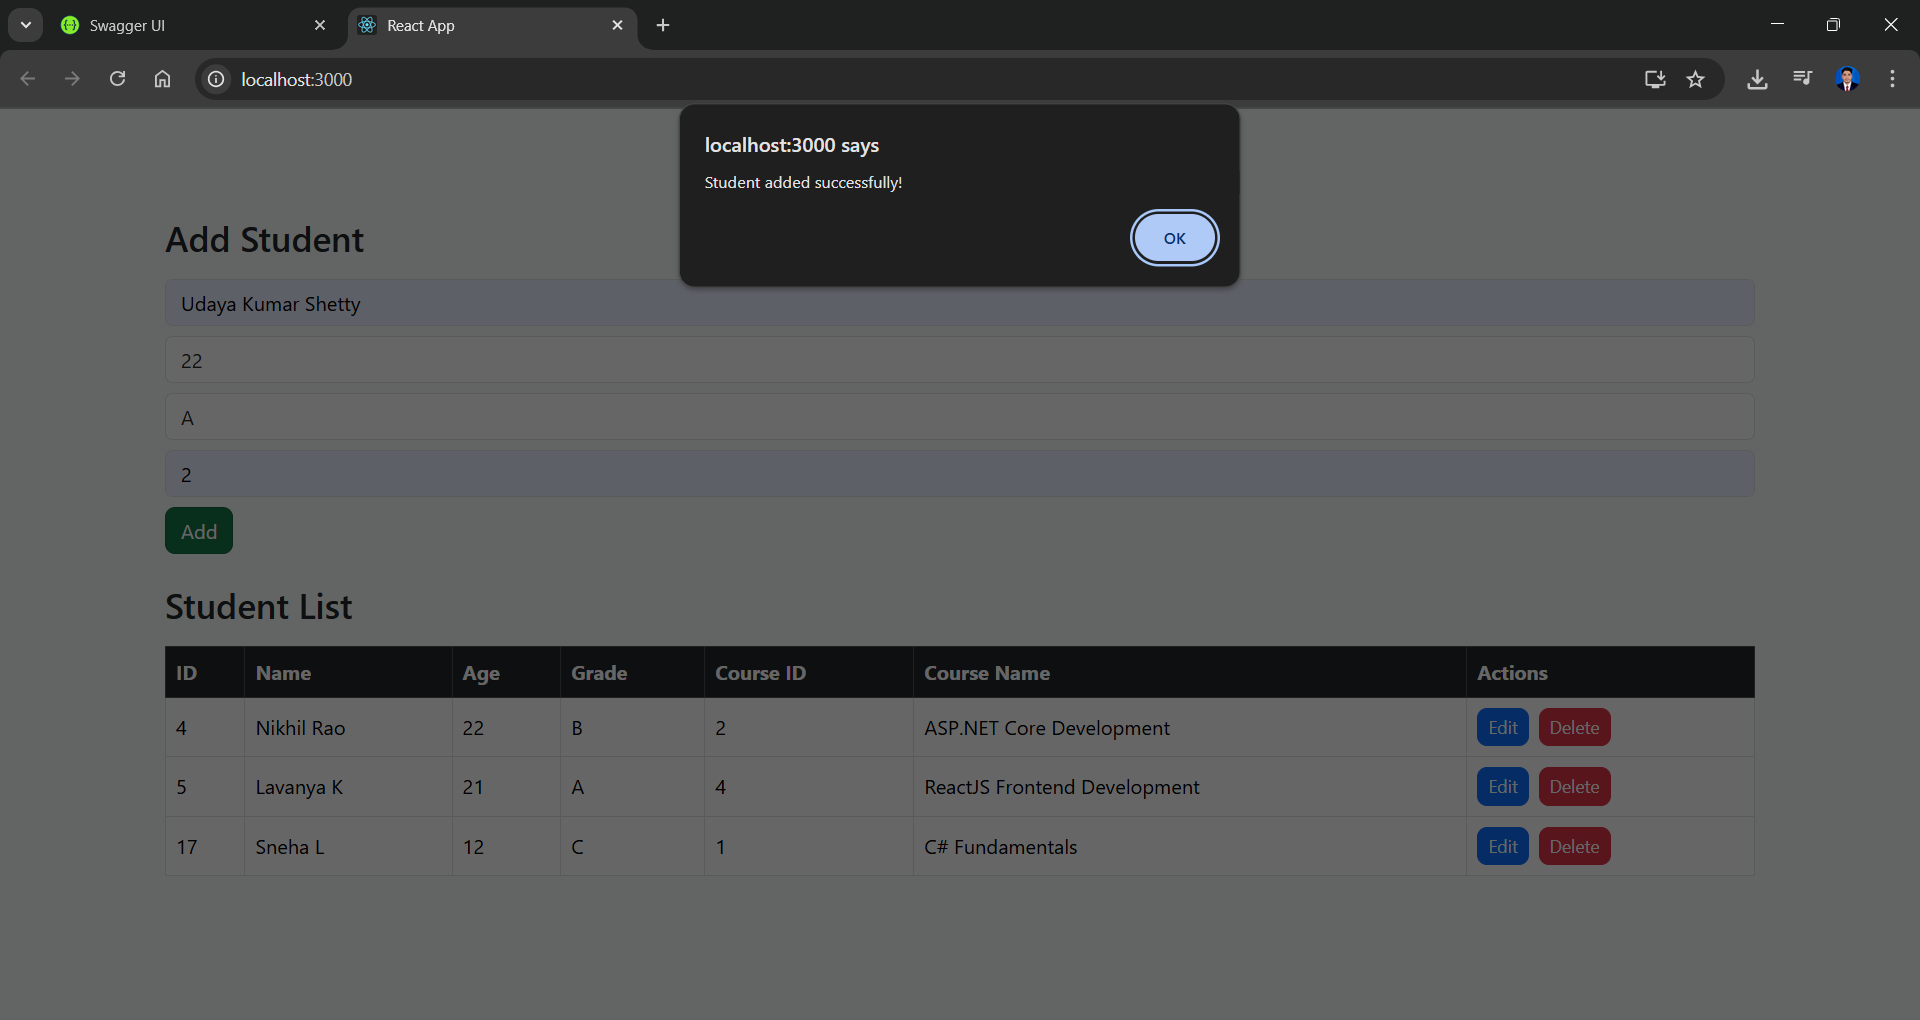 Swagger UI
React App
localhost:3000
localhost:3000 says
Student added successfully!
OK
Add Student
Udaya Kumar Shetty
22
A
2
Add
Student List
ID Name Age Grade Course ID Course Name Actions
4 Nikhil Rao 22 B 2 ASP.NET Core Development Edit Delete
5 Lavanya K 21 A 4 ReactJS Frontend Development Edit Delete
17 Sneha L 12 C 1 C# Fundamentals Edit Delete